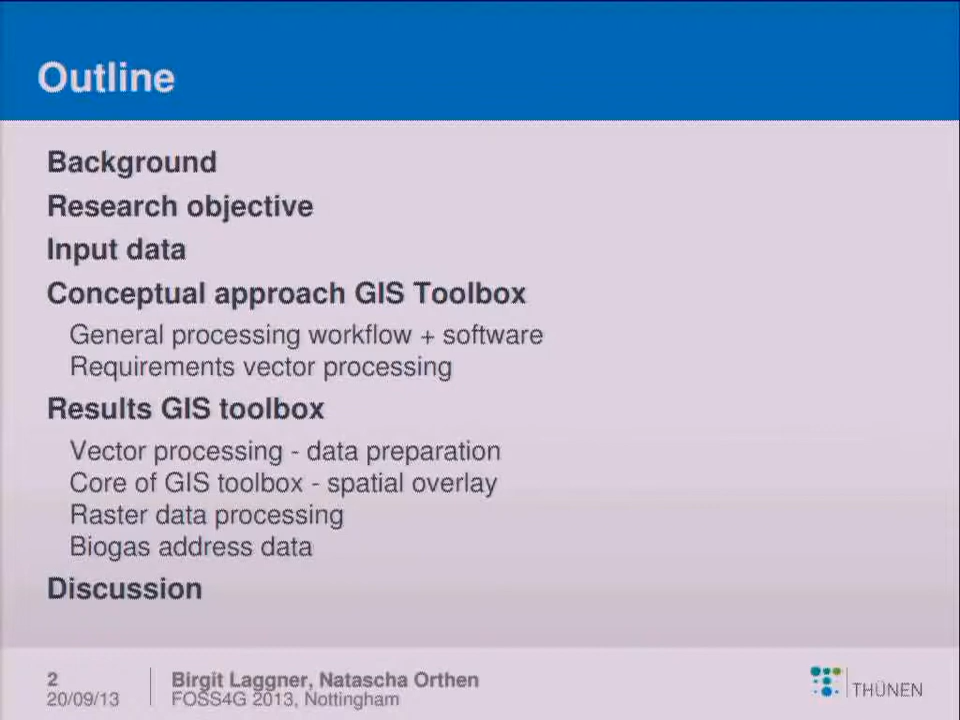 Outline
Background
Research objective
Input data
Conceptual approach GIS Toolbox
General processing workflow + software
Requirements vector processing
Results GIS toolbox
Vector processing - data preparation
Core of GIS toolbox - spatial overlay
Raster data processing
Biogas address data
Discussion
2
20/09/13
Birgit Laggner, Natascha Orthen
FOSS4G 2013, Nottingham
THÜNEN